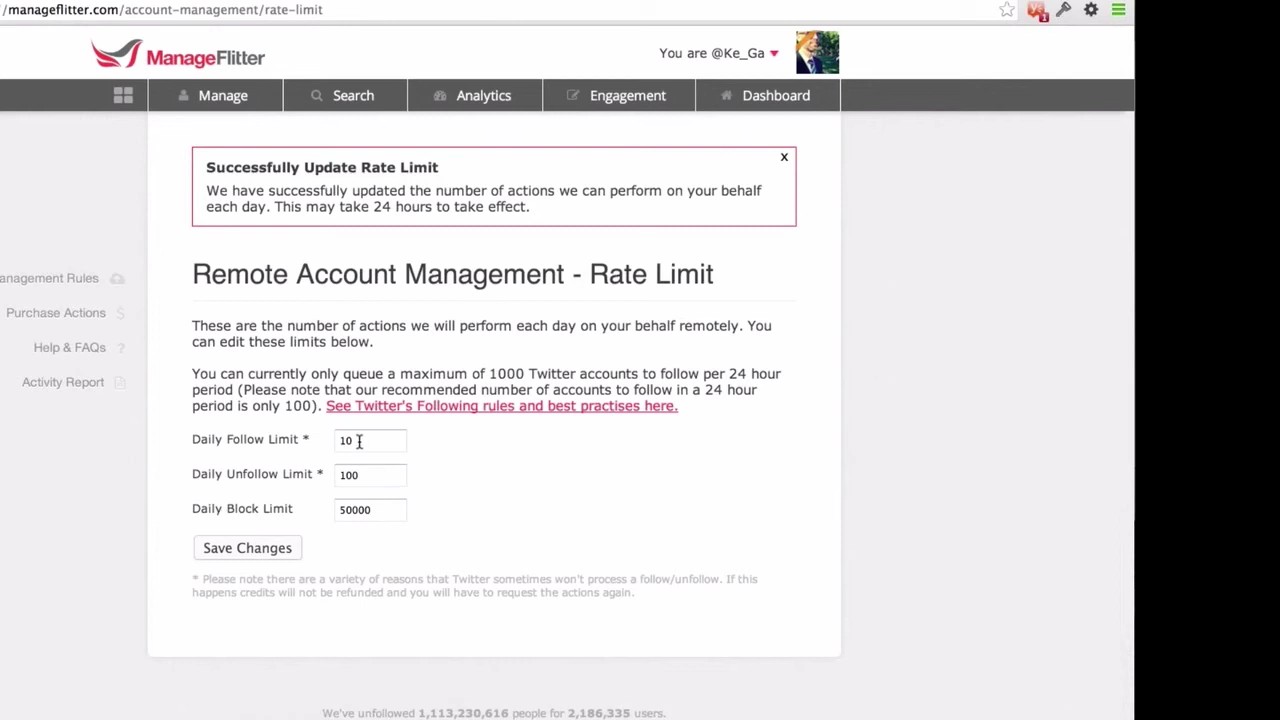 /manageflitter.com/account-management/rate-limit
1
ManageFlitter
You are @Ke_Ga
Manage Search Analytics Engagement Dashboard
Successfully Update Rate Limit
X
We have successfully updated the number of actions we can perform on your behalf
each day. This may take 24 hours to take effect.
Remote Account Management - Rate Limit
anagement Rules
Purchase Actions $
Help & FAQs ?
Activity Report
These are the number of actions we will perform each day on your behalf remotely. You
can edit these limits below.
You can currently only queue a maximum of 1000 Twitter accounts to follow per 24 hour
period (Please note that our recommended number of accounts to follow in a 24 hour
period is only 100). See Twitter's Following rules and best practises here.
Daily Follow Limit * 10
Daily Unfollow Limit * 100
Daily Block Limit 50000
Save Changes
* Please note there are a variety of reasons that Twitter sometimes won't process a follow/unfollow. If this
happens credits will not be refunded and you will have to request the actions again.
We've unfollowed 1,113,230,616 people for 2,186,335 users.